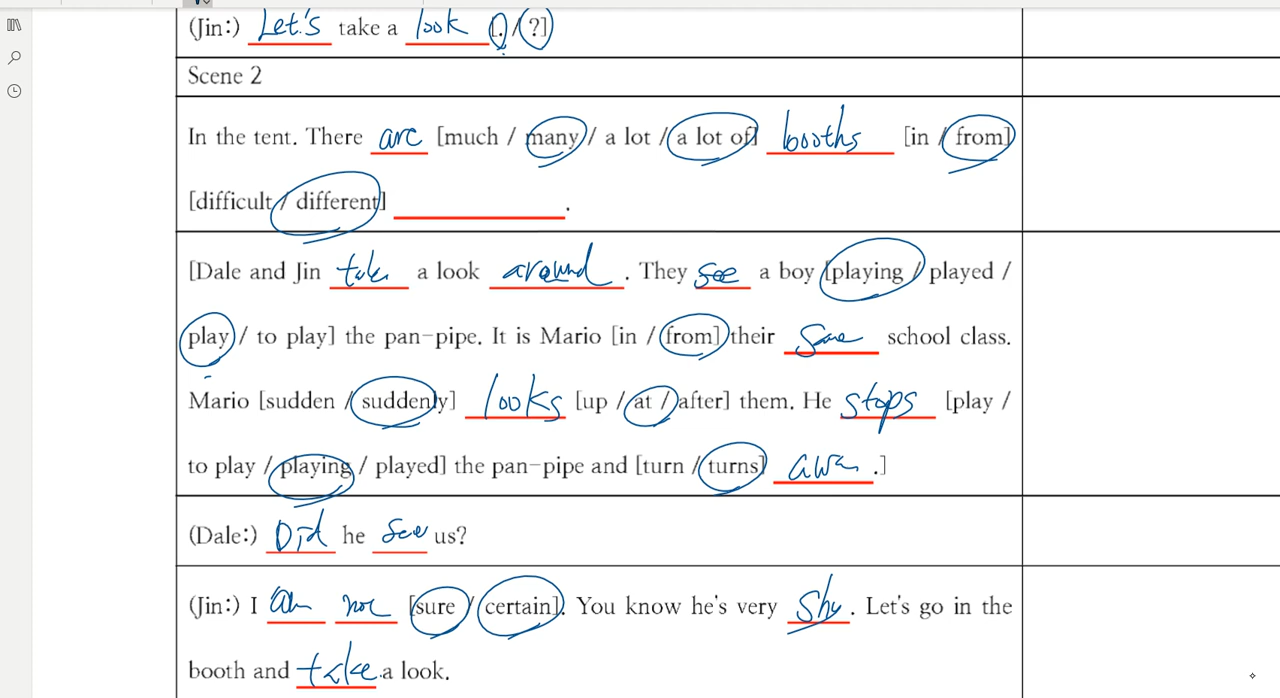 (Jin:) Let's take a look [./?]
Scene 2
In the tent. There are [much / many / a lot / a lot of] booths [in / from]
[difficult / different] .
[Dale and Jin take a look around. They see a boy [playing / played /
play / to play] the pan-pipe. It is Mario [in / from] their same school class.
Mario [sudden / suddenly] looks [up / at / after] them. He stops [play /
to play / playing / played] the pan-pipe and [turn / turns] awa.]
(Dale:) Did he see us?
(Jin:) I am not [sure / certain]. You know he's very shy. Let's go in the
booth and take a look.